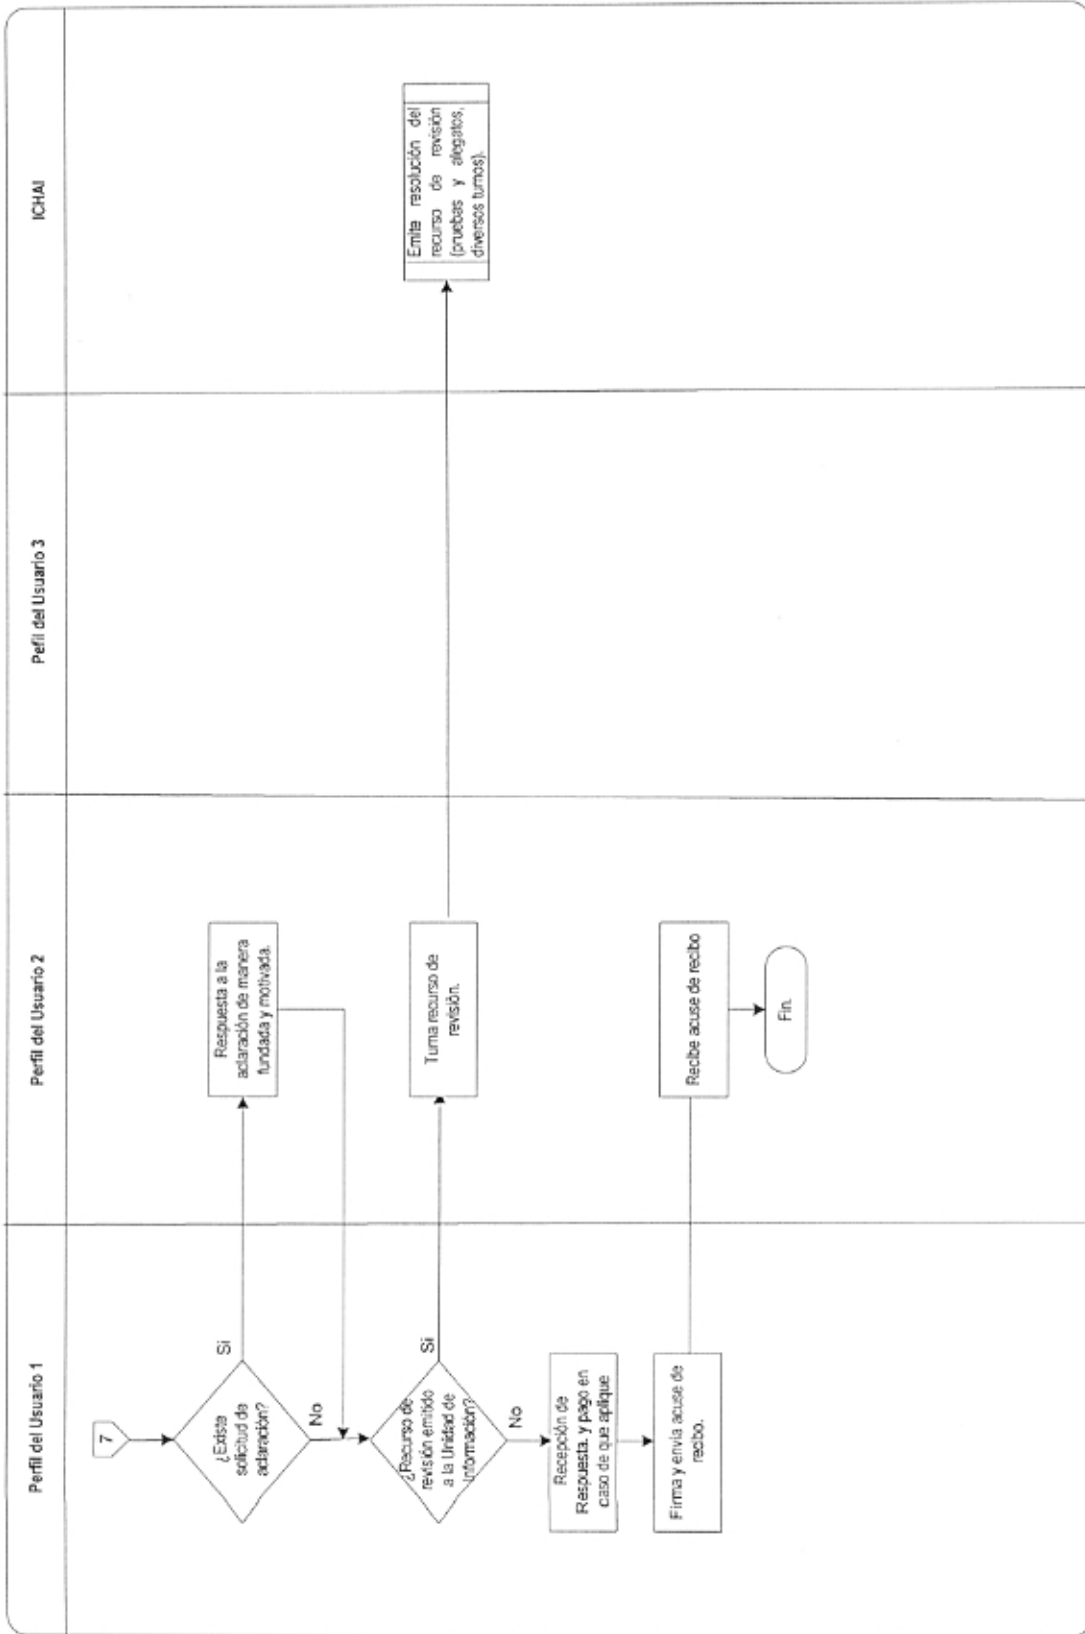 Perfil del Usuario 1
Perfil del Usuario 2
Pefil del Usuario 3
ICHAI
7
¿Existe
solicitud de
aclaración?
Si
No
Respuesta a la
aclaración de manera
fundada y motivada.
¿Recurso de
revisión emitido
a la Unidad de
Información?
Si
No
Turna recurso de
revisión.
Emite resolución del
recurso de revisión
(pruebas y alegatos,
diversos turnos).
Recepción de
Respuesta. y pago en
caso de que aplique
Firma y envia acuse de
recibo.
Recibe acuse de recibo
Fin.